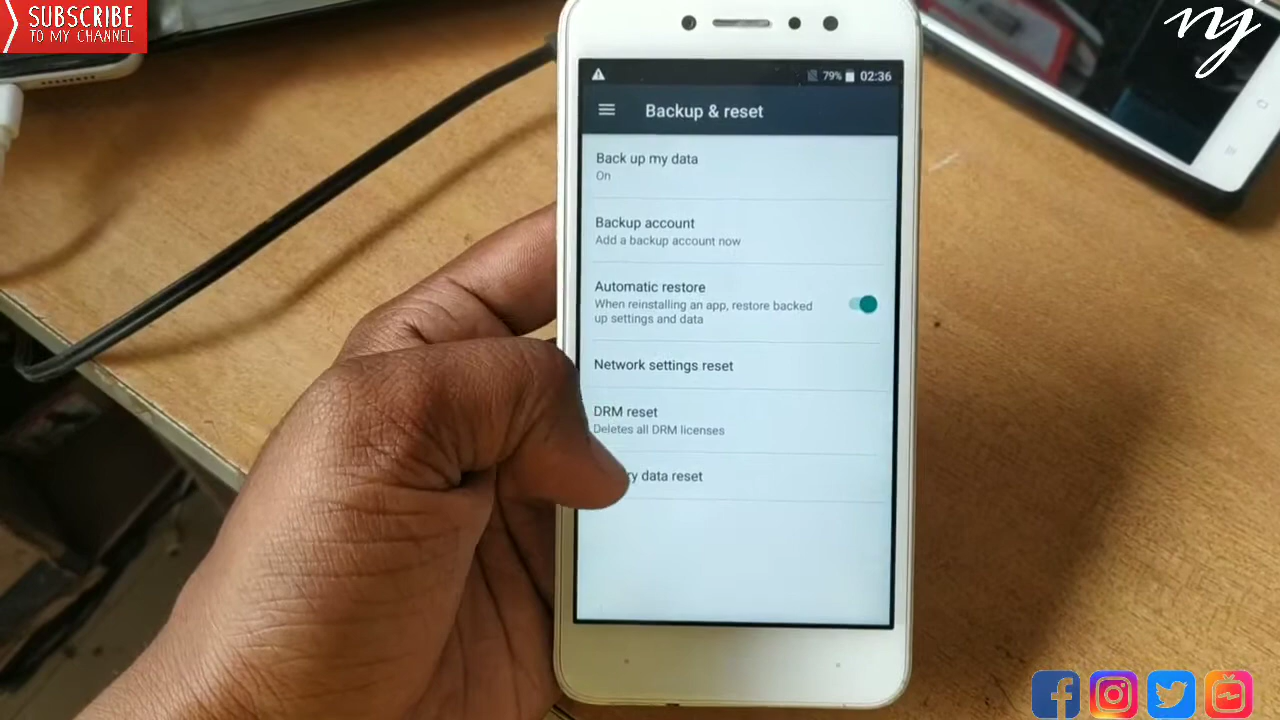 SUBSCRIBE
TO MY CHANNEL
nj
79% 02:36
Backup & reset
Back up my data
On
Backup account
Add a backup account now
Automatic restore
When reinstalling an app, restore backed
up settings and data
Network settings reset
DRM reset
Deletes all DRM licenses
ry data reset